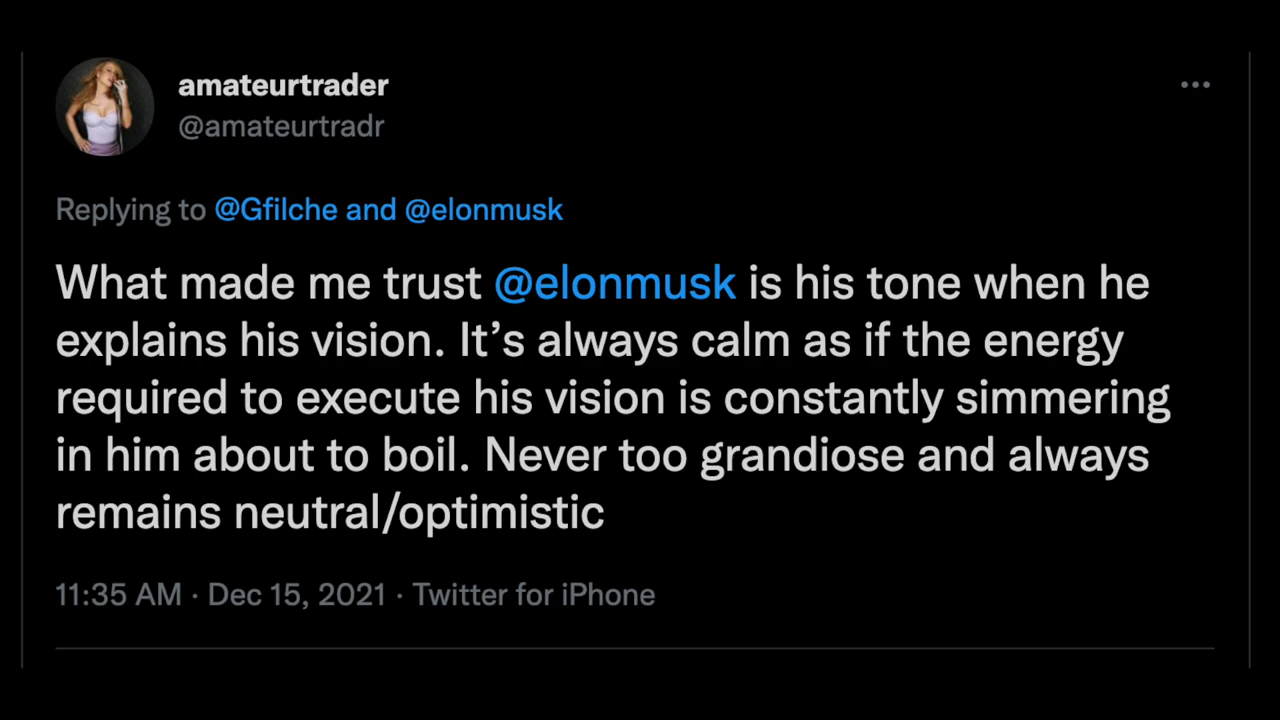 amateurtrader
@amateurtradr
Replying to @Gfilche and @elonmusk
What made me trust @elonmusk is his tone when he
explains his vision. It’s always calm as if the energy
required to execute his vision is constantly simmering
in him about to boil. Never too grandiose and always
remains neutral/optimistic
11:35 AM · Dec 15, 2021 · Twitter for iPhone